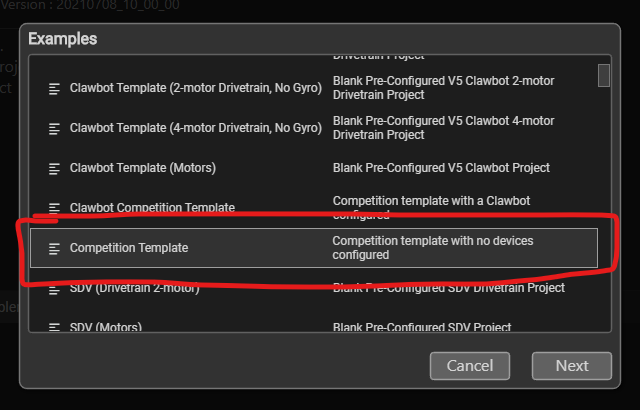 Version : 20210708_10_00_00
Examples
Drivetrain Project
Clawbot Template (2-motor Drivetrain, No Gyro)
Blank Pre-Configured V5 Clawbot 2-motor
Drivetrain Project
Clawbot Template (4-motor Drivetrain, No Gyro)
Blank Pre-Configured V5 Clawbot 4-motor
Drivetrain Project
Clawbot Template (Motors)
Blank Pre-Configured V5 Clawbot Project
Clawbot Competition Template
Competition template with a Clawbot
configured
Competition Template
Competition template with no devices
configured
SDV (Drivetrain 2-motor)
Blank Pre-Configured SDV Drivetrain Project
SDV (Motors)
Blank Pre-Configured SDV Project
Cancel
Next